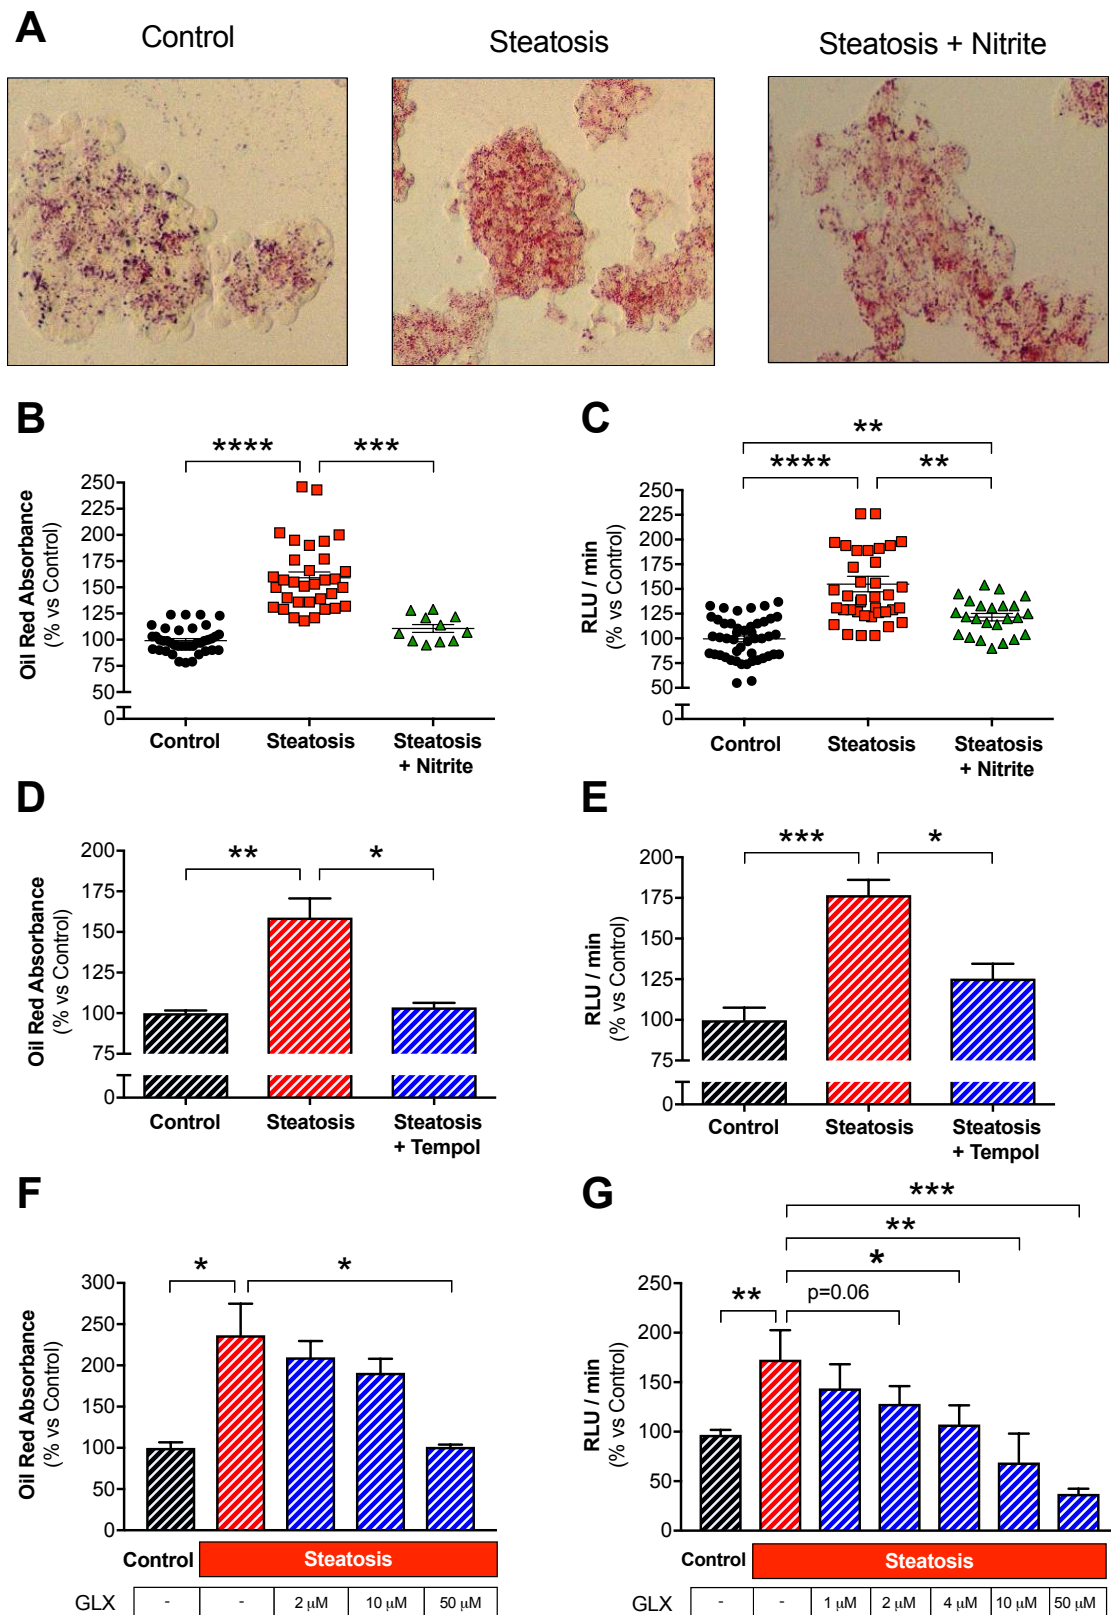 A
Control
Steatosis
Steatosis + Nitrite
B
**** ***
Oil Red Absorbance
(% vs Control)
250
225
200
175
150
125
100
75
50
0
Control
Steatosis
Steatosis
+ Nitrite
C
**
**** **
RLU / min
(% vs Control)
250
225
200
175
150
125
100
75
50
0
Control
Steatosis
Steatosis
+ Nitrite
D
** *
Oil Red Absorbance
(% vs Control)
200
175
150
125
100
75
0
Control
Steatosis
Steatosis
+ Tempol
E
*** *
RLU / min
(% vs Control)
200
175
150
125
100
75
0
Control
Steatosis
Steatosis
+ Tempol
F
* *
Oil Red Absorbance
(% vs Control)
300
250
200
150
100
50
0
Control
Steatosis
GLX - - 2 μM 10 μM 50 μM
G
***
**
*
** p=0.06
RLU / min
(% vs Control)
250
200
150
100
50
0
Control
Steatosis
GLX - - 1 μM 2 μM 4 μM 10 μM 50 μM